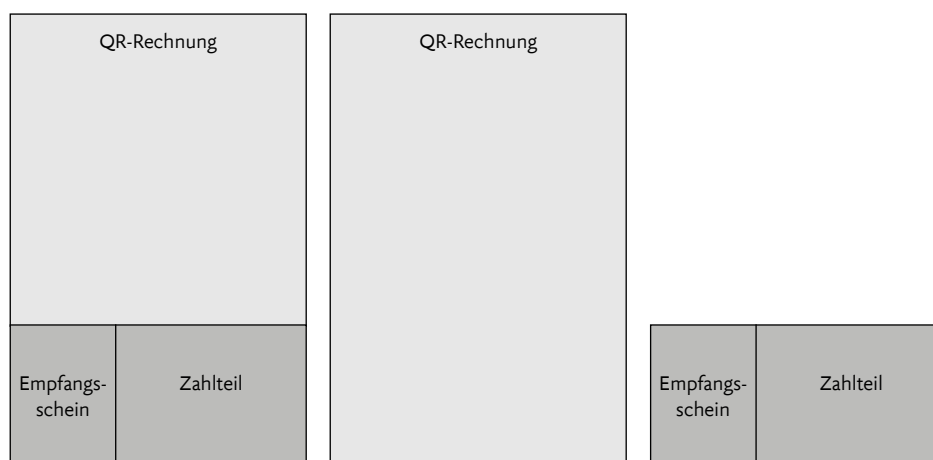 QR-Rechnung
QR-Rechnung
Empfangs-
schein
Zahlteil
Empfangs-
schein
Zahlteil